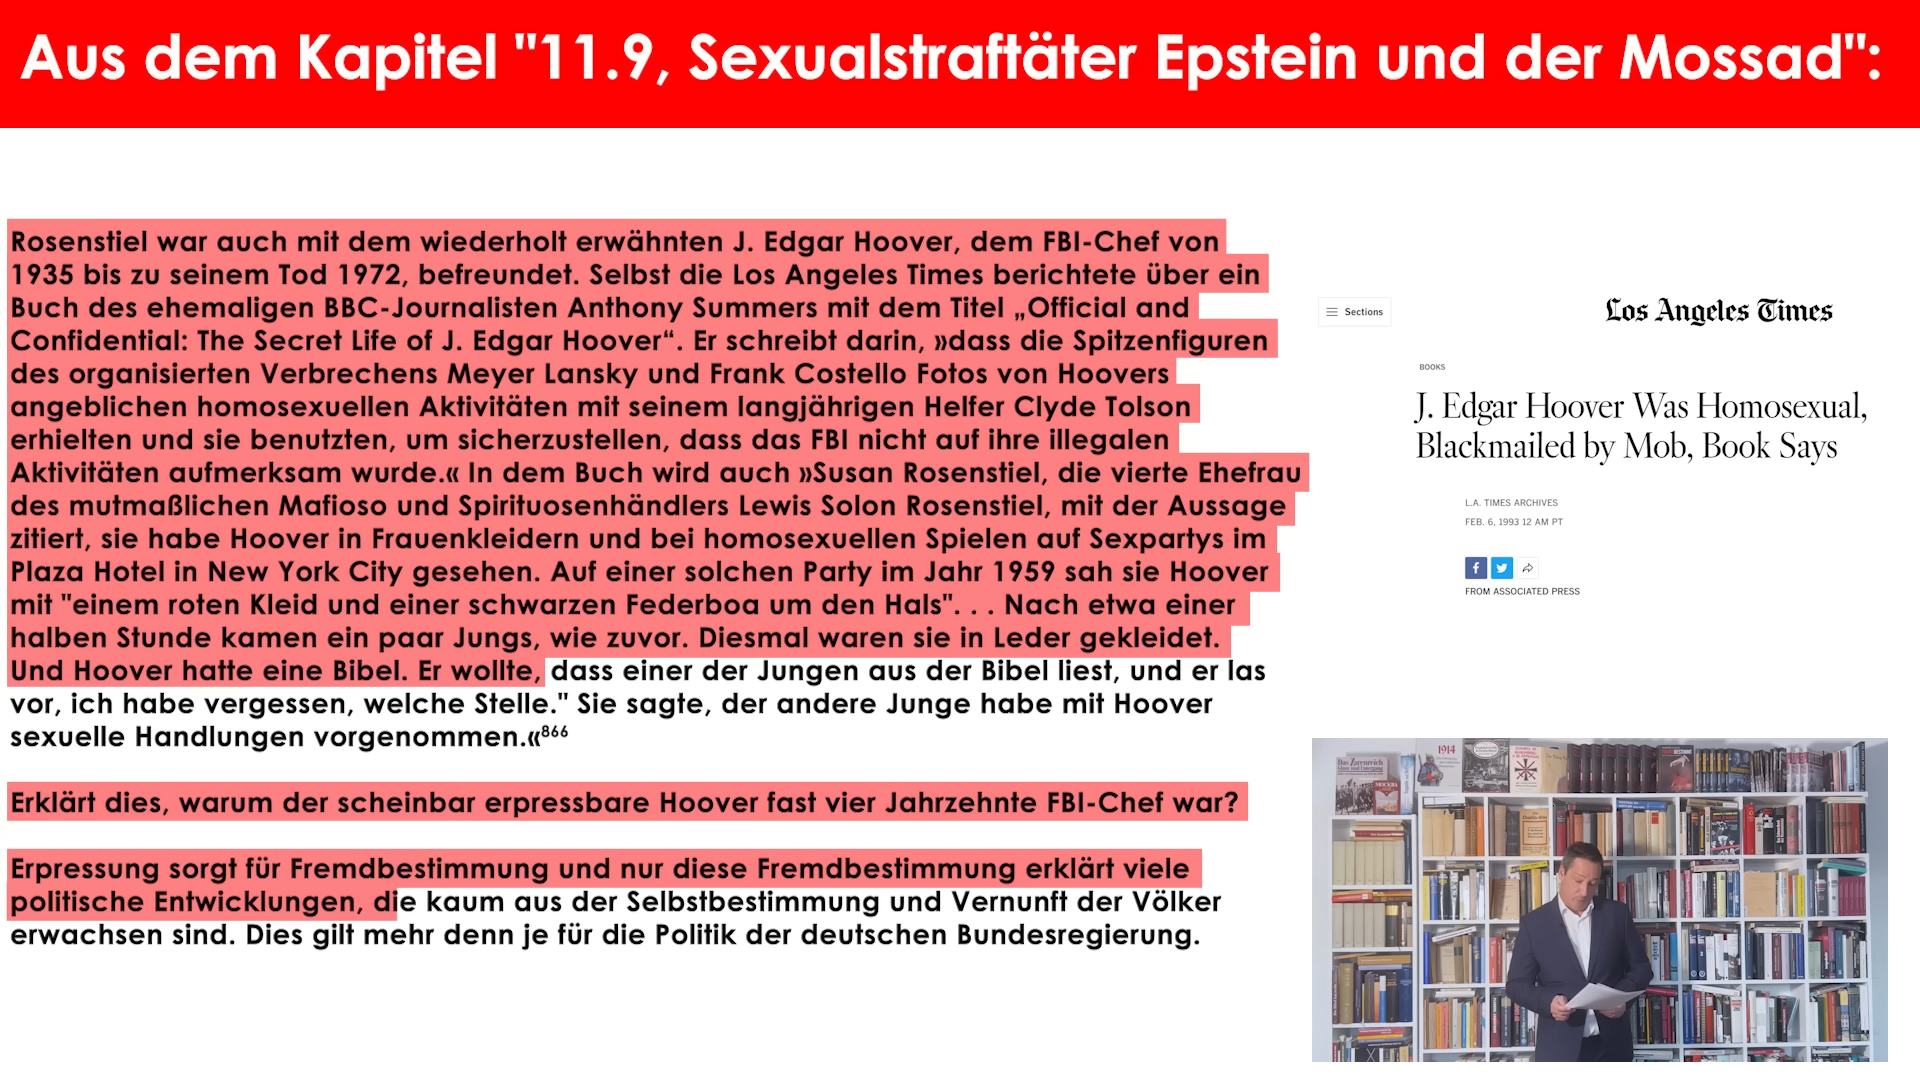 Aus dem Kapitel "11.9, Sexualstraftäter Epstein und der Mossad":
Rosenstiel war auch mit dem wiederholt erwähnten J. Edgar Hoover, dem FBI-Chef von
1935 bis zu seinem Tod 1972, befreundet. Selbst die Los Angeles Times berichtete über ein
Buch des ehemaligen BBC-Journalisten Anthony Summers mit dem Titel „Official and
Confidential: The Secret Life of J. Edgar Hoover“. Er schreibt darin, »dass die Spitzenfiguren
des organisierten Verbrechens Meyer Lansky und Frank Costello Fotos von Hoovers
angeblichen homosexuellen Aktivitäten mit seinem langjährigen Helfer Clyde Tolson
erhielten und sie benutzten, um sicherzustellen, dass das FBI nicht auf ihre illegalen
Aktivitäten aufmerksam wurde.« In dem Buch wird auch »Susan Rosenstiel, die vierte Ehefrau
des mutmaßlichen Mafioso und Spirituosenhändlers Lewis Solon Rosenstiel, mit der Aussage
zitiert, sie habe Hoover in Frauenkleidern und bei homosexuellen Spielen auf Sexpartys im
Plaza Hotel in New York City gesehen. Auf einer solchen Party im Jahr 1959 sah sie Hoover
mit "einem roten Kleid und einer schwarzen Federboa um den Hals". . . Nach etwa einer
halben Stunde kamen ein paar Jungs, wie zuvor. Diesmal waren sie in Leder gekleidet.
Und Hoover hatte eine Bibel. Er wollte, dass einer der Jungen aus der Bibel liest, und er las
vor, ich habe vergessen, welche Stelle." Sie sagte, der andere Junge habe mit Hoover
sexuelle Handlungen vorgenommen.«⁸⁶⁶
Erklärt dies, warum der scheinbar erpressbare Hoover fast vier Jahrzehnte FBI-Chef war?
Erpressung sorgt für Fremdbestimmung und nur diese Fremdbestimmung erklärt viele
politische Entwicklungen, die kaum aus der Selbstbestimmung und Vernunft der Völker
erwachsen sind. Dies gilt mehr denn je für die Politik der deutschen Bundesregierung.
Sections
Los Angeles Times
BOOKS
J. Edgar Hoover Was Homosexual,
Blackmailed by Mob, Book Says
L.A. TIMES ARCHIVES
FEB. 6, 1993 12 AM PT
FROM ASSOCIATED PRESS
1914